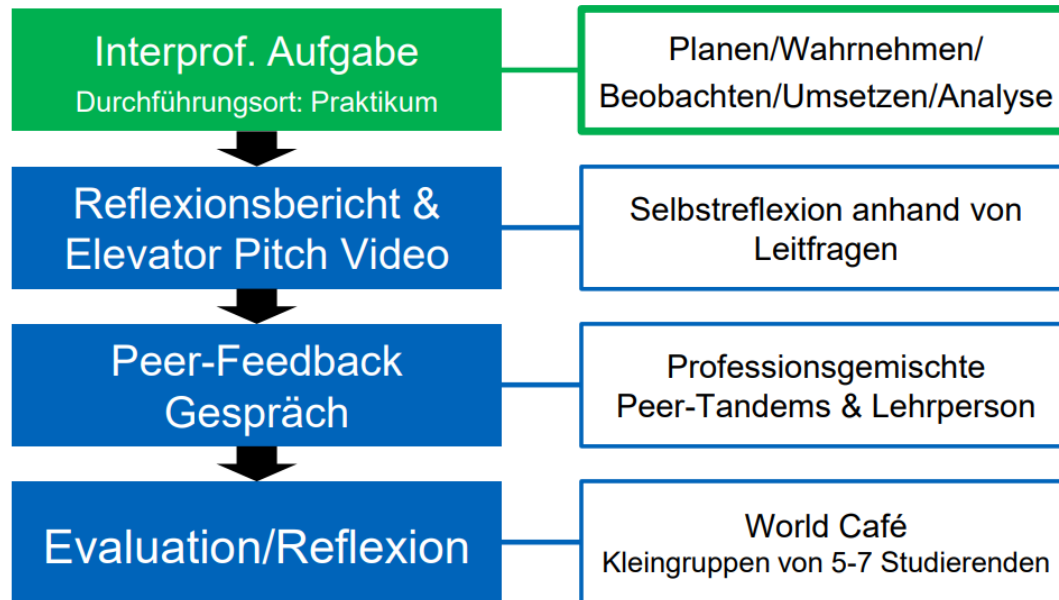 Interprof. Aufgabe
Durchführungsort: Praktikum
Planen/Wahrnehmen/
Beobachten/Umsetzen/Analyse
Reflexionsbericht &
Elevator Pitch Video
Selbstreflexion anhand von
Leitfragen
Peer-Feedback
Gespräch
Professionsgemischte
Peer-Tandems & Lehrperson
Evaluation/Reflexion
World Café
Kleingruppen von 5-7 Studierenden